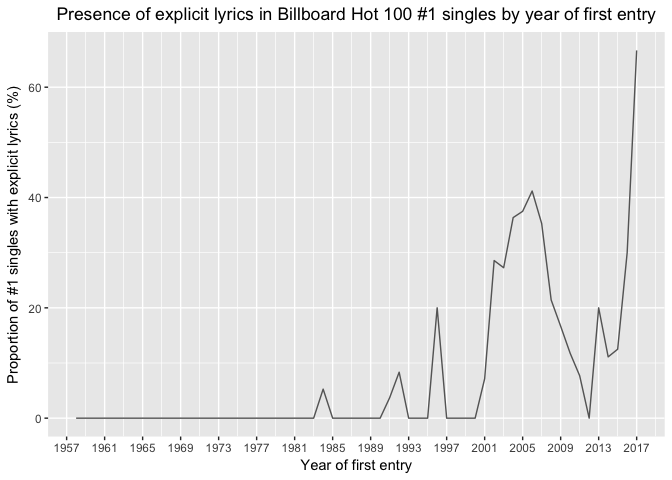 Presence of explicit lyrics in Billboard Hot 100 #1 singles by year of first entry
Proportion of #1 singles with explicit lyrics (%)
60
40
20
0
1957 1961 1965 1969 1973 1977 1981 1985 1989 1993 1997 2001 2005 2009 2013 2017
Year of first entry